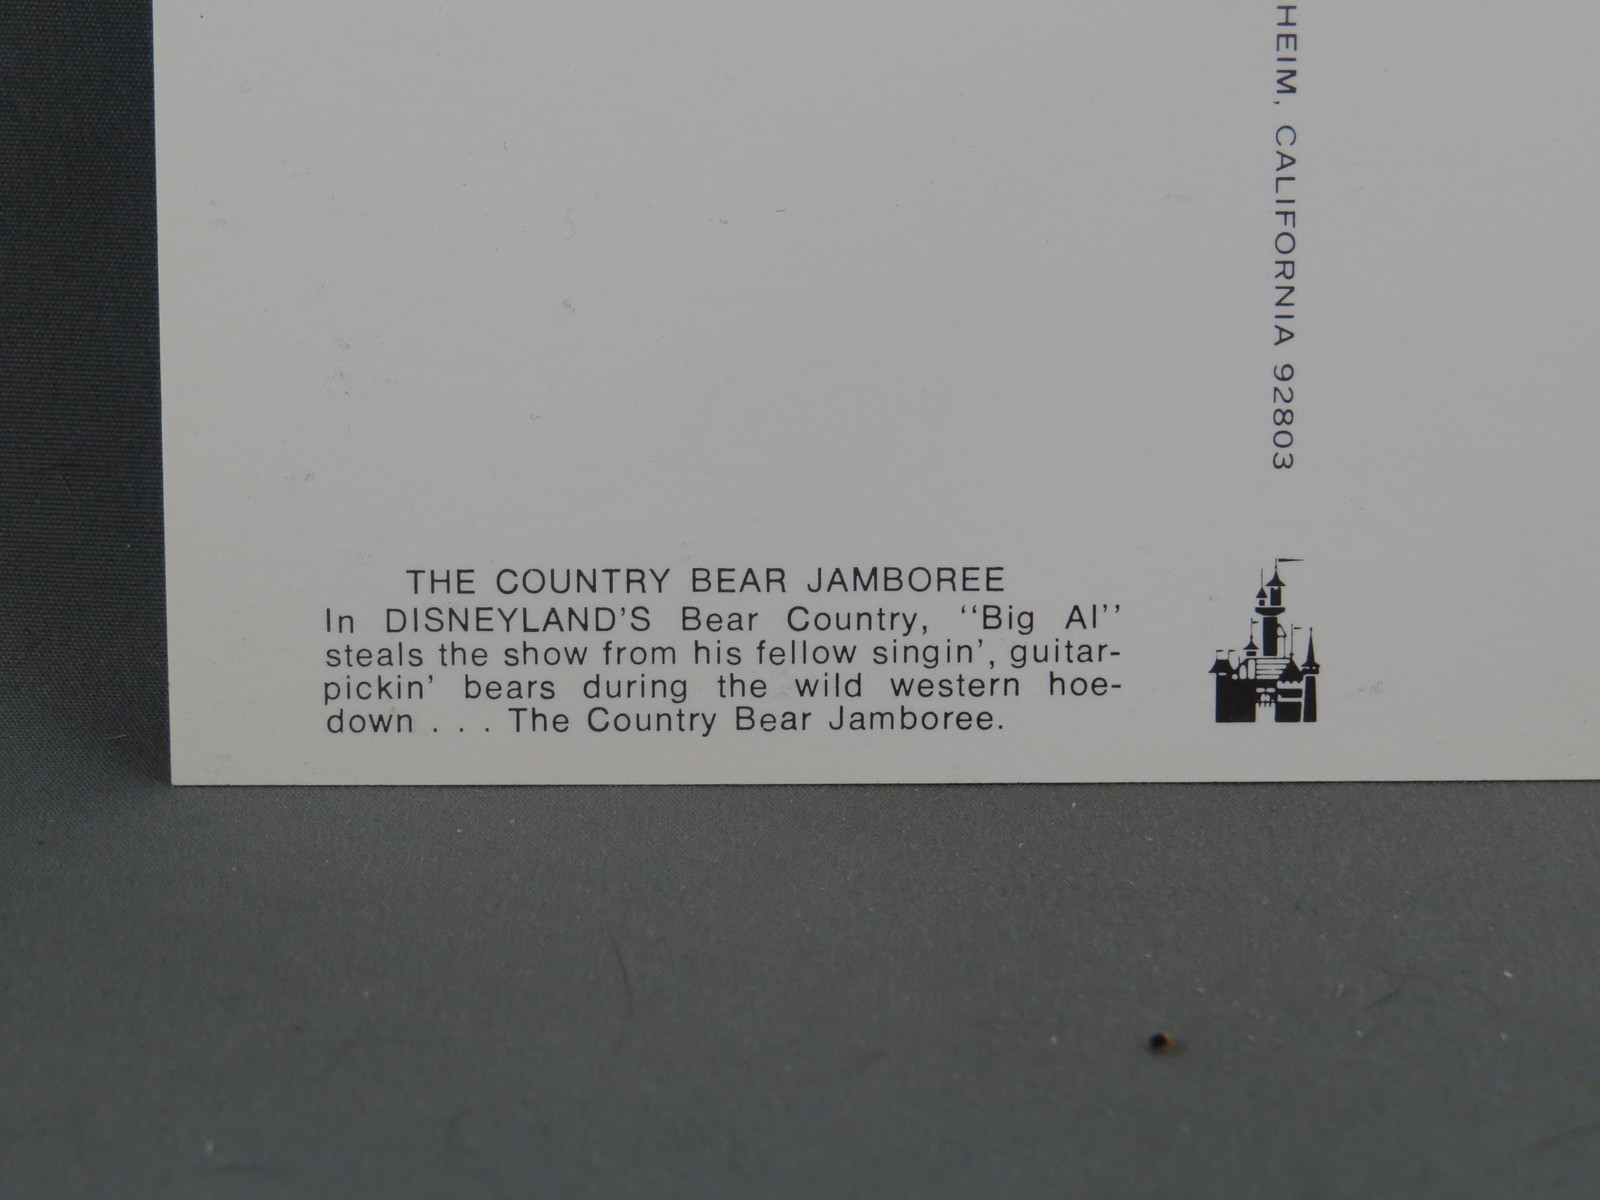 THE COUNTRY BEAR JAMBOREE
In DISNEYLAND'S Bear Country, "Big Al"
steals the show from his fellow singin', guitar-
pickin' bears during the wild western hoe-
down . . . The Country Bear Jamboree.
HEIM, CALIFORNIA 92803